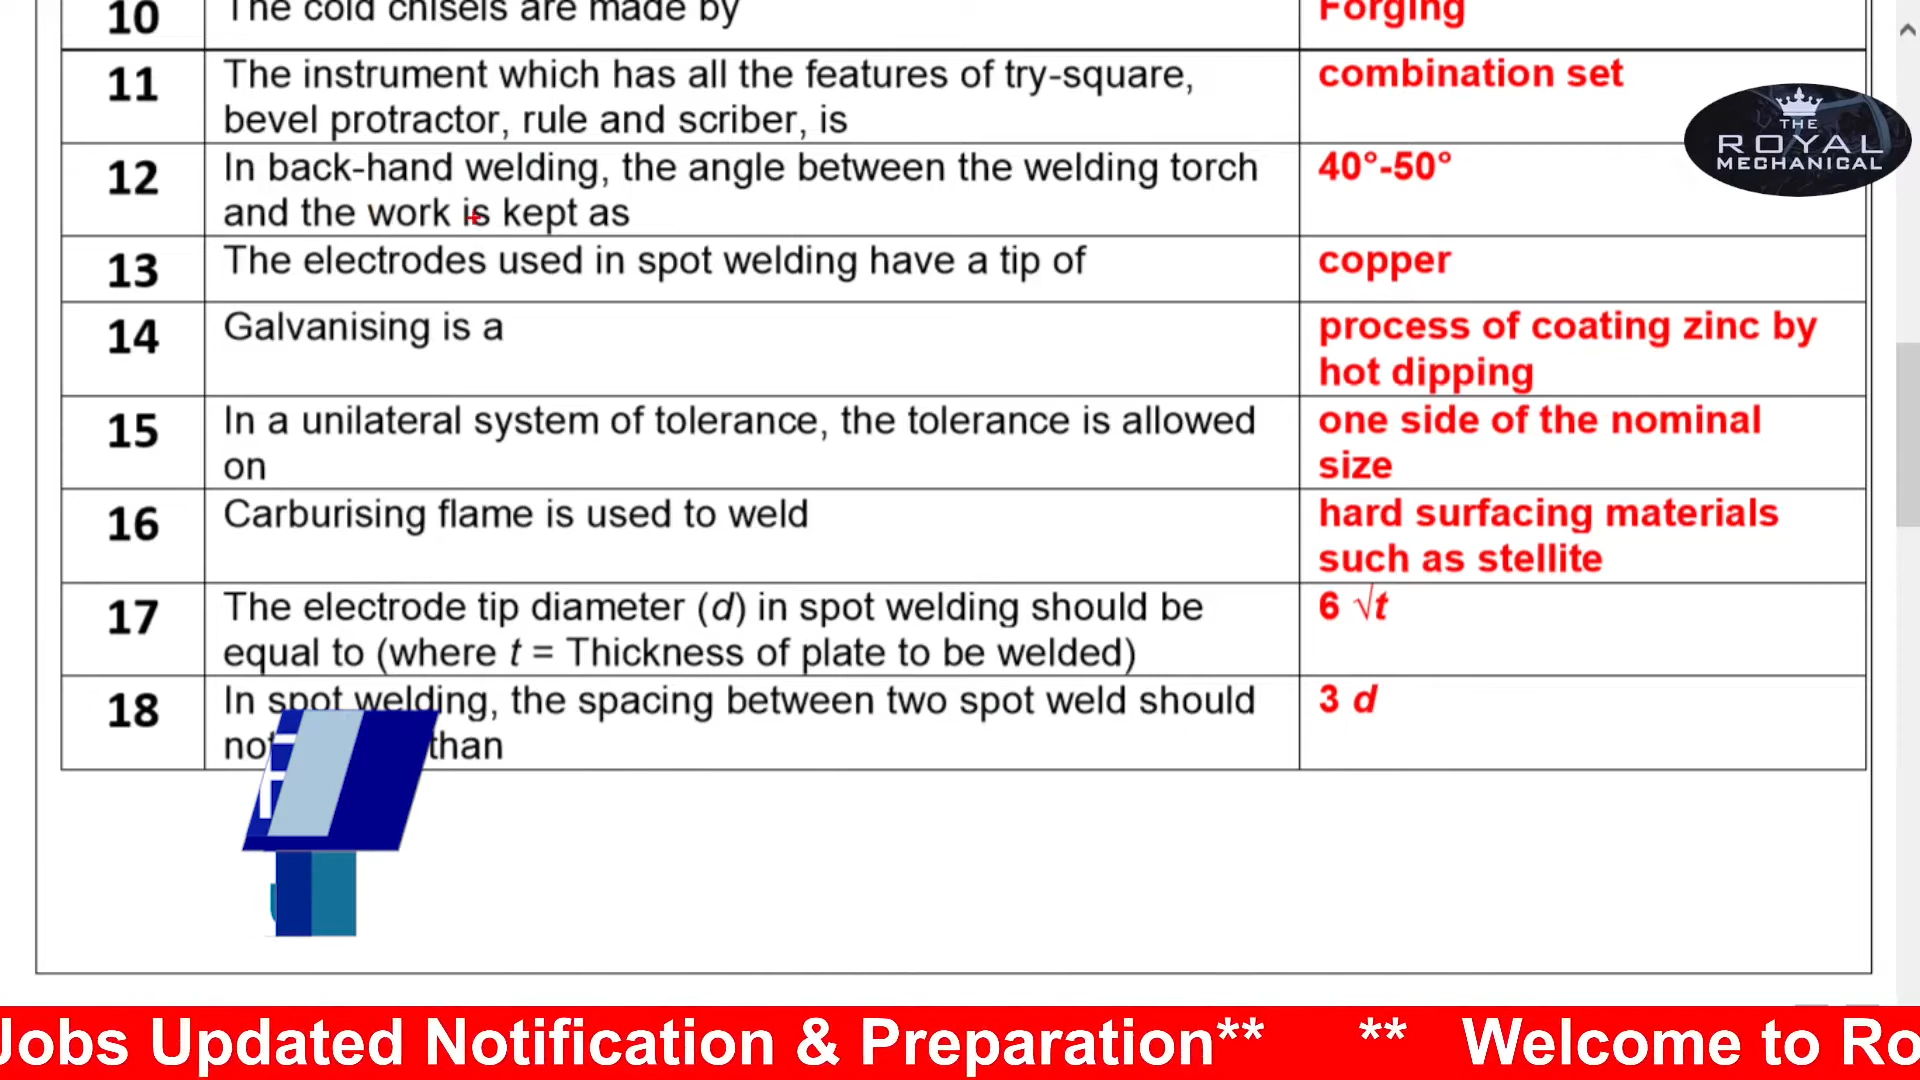 10 The cold chisels are made by Forging
11 The instrument which has all the features of try-square, combination set
bevel protractor, rule and scriber, is
THE
ROYAL
MECHANICAL
12 In back-hand welding, the angle between the welding torch 40°-50°
and the work is kept as
13 The electrodes used in spot welding have a tip of copper
14 Galvanising is a process of coating zinc by
hot dipping
15 In a unilateral system of tolerance, the tolerance is allowed one side of the nominal
on size
16 Carburising flame is used to weld hard surfacing materials
such as stellite
17 The electrode tip diameter (d) in spot welding should be 6 √t
equal to (where t = Thickness of plate to be welded)
18 In spot welding, the spacing between two spot weld should 3 d
than
Jobs Updated Notification & Preparation** ** Welcome to Ro